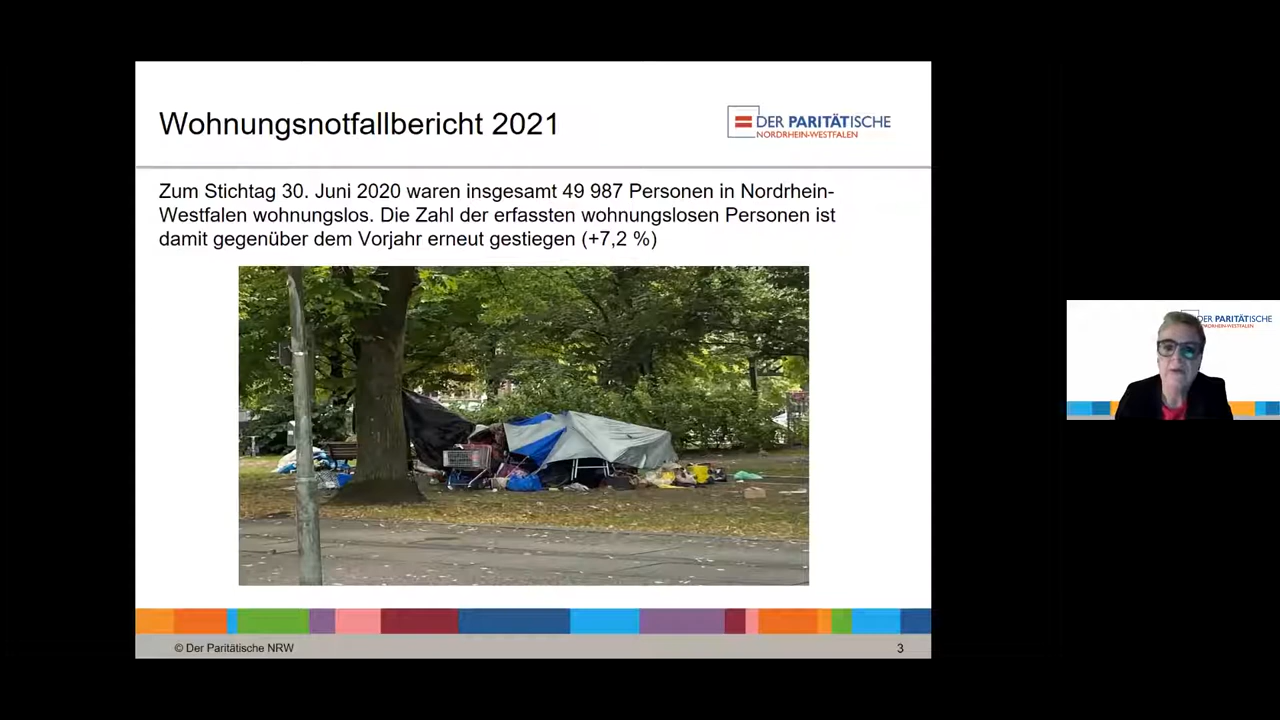 Wohnungsnotfallbericht 2021
DER PARITÄTISCHE
NORDRHEIN-WESTFALEN
Zum Stichtag 30. Juni 2020 waren insgesamt 49 987 Personen in Nordrhein-
Westfalen wohnungslos. Die Zahl der erfassten wohnungslosen Personen ist
damit gegenüber dem Vorjahr erneut gestiegen (+7,2 %)
© Der Paritätische NRW
3
DER PARITÄTISCHE
NORDRHEIN-WESTFALEN